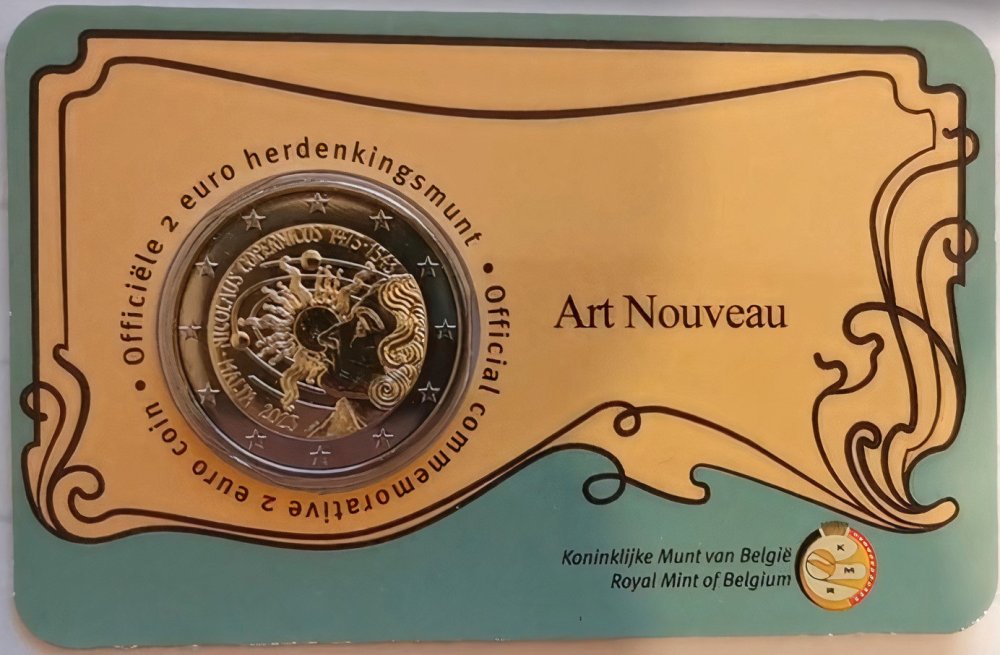 Officiële 2 euro herdenkingsmunt • Official commemorative 2 euro coin •
NICOLAUS COPERNICUS 1473-1543
MALTA 2023
Art Nouveau
Koninklijke Munt van België
Royal Mint of Belgium
K
M
B